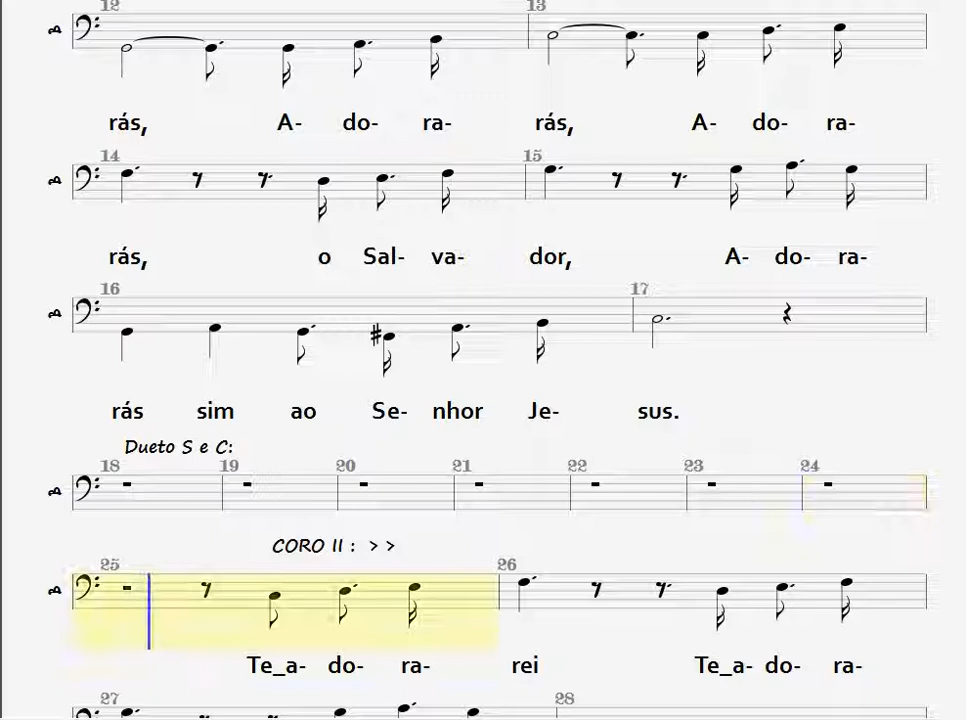 12 13
B
rás, A- do- ra- rás, A- do- ra-
14 15
B
rás, o Sal- va- dor, A- do- ra-
16 17
B
rás sim ao Se- nhor Je- sus.
Dueto S e C:
18 19 20 21 22 23 24
B
CORO II : > >
25 26
B
Te_a- do- ra- rei Te_a- do- ra-
27 28